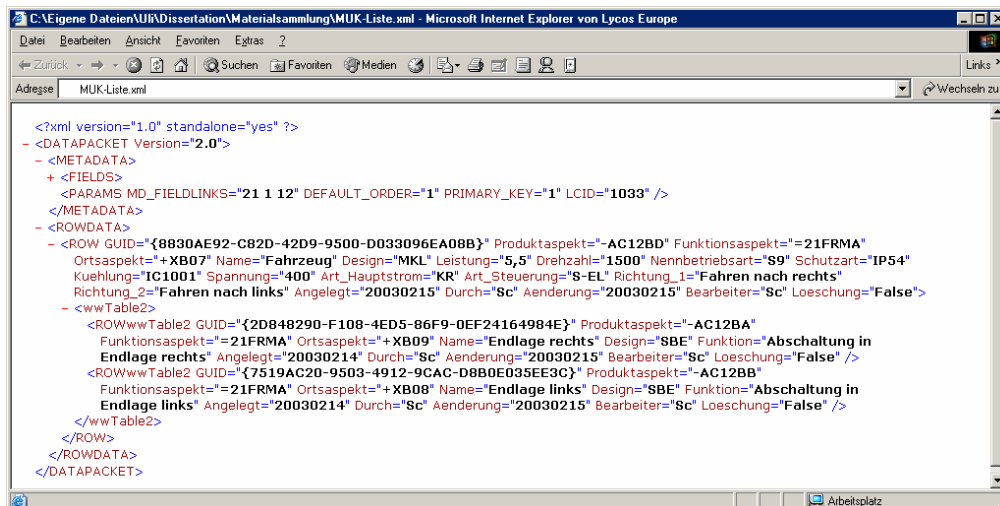 C:\Eigene Dateien\Uli\Dissertation\Materialsammlung\MUK-Liste.xml - Microsoft Internet Explorer von Lycos Europe
Datei Bearbeiten Ansicht Favoriten Extras ?
Zurück Suchen Favoriten Medien Links »
Adresse MUK-Liste.xml Wechseln zu
<?xml version="1.0" standalone="yes" ?>
- <DATAPACKET Version="2.0">
- <METADATA>
+ <FIELDS>
<PARAMS MD_FIELDLINKS="21 1 12" DEFAULT_ORDER="1" PRIMARY_KEY="1" LCID="1033" />
</METADATA>
- <ROWDATA>
- <ROW GUID="{8830AE92-C82D-42D9-9500-D033096EA08B}" Produktaspekt="-AC12BD" Funktionsaspekt="=21FRMA"
Ortsaspekt="+XB07" Name="Fahrzeug" Design="MKL" Leistung="5,5" Drehzahl="1500" Nennbetriebsart="S9" Schutzart="IP54"
Kuehlung="IC1001" Spannung="400" Art_Hauptstrom="KR" Art_Steuerung="S-EL" Richtung_1="Fahren nach rechts"
Richtung_2="Fahren nach links" Angelegt="20030215" Durch="Sc" Aenderung="20030215" Bearbeiter="Sc" Loeschung="False">
- <wwTable2>
<ROWwwTable2 GUID="{2D848290-F108-4ED5-86F9-0EF24164984E}" Produktaspekt="-AC12BA"
Funktionsaspekt="=21FRMA" Ortsaspekt="+XB09" Name="Endlage rechts" Design="SBE" Funktion="Abschaltung in
Endlage rechts" Angelegt="20030214" Durch="Sc" Aenderung="20030215" Bearbeiter="Sc" Loeschung="False" />
<ROWwwTable2 GUID="{7519AC20-9503-4912-9CAC-D8B0E035EE3C}" Produktaspekt="-AC12BB"
Funktionsaspekt="=21FRMA" Ortsaspekt="+XB08" Name="Endlage links" Design="SBE" Funktion="Abschaltung in
Endlage links" Angelegt="20030214" Durch="Sc" Aenderung="20030215" Bearbeiter="Sc" Loeschung="False" />
</wwTable2>
</ROW>
</ROWDATA>
</DATAPACKET>
Arbeitsplatz